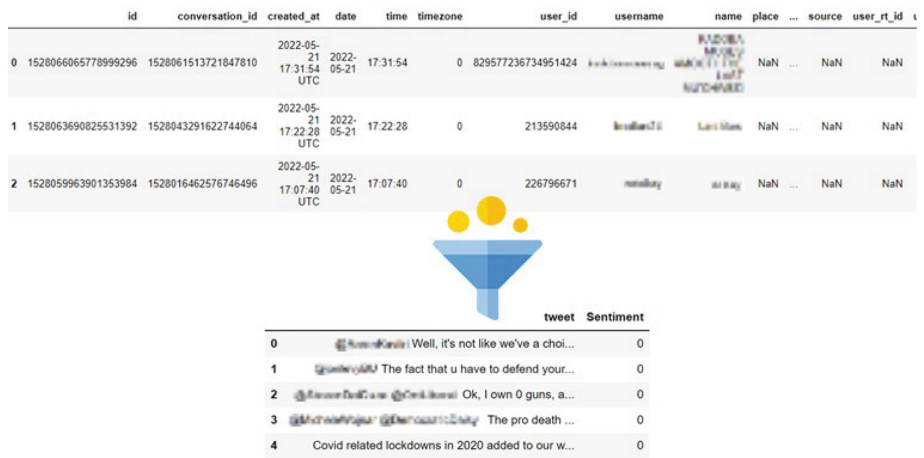 id conversation_id created_at date time timezone user_id username name place ... source user_rt_id
2022-05-
0 1528066065778999296 1528061513721847810 21 2022- 17:31:54 0 829577236734951424 NaN ... NaN NaN
17:31:54 05-21
UTC
2022-05-
1 1528063690825531392 1528043291622744064 21 2022- 17:22:28 0 213590844 NaN ... NaN NaN
17:22:28 05-21
UTC
2022-05-
2 1528059963901353984 1528016462576746496 21 2022- 17:07:40 0 226796671 NaN ... NaN NaN
17:07:40 05-21
UTC
tweet Sentiment
0 Well, it's not like we've a choi... 0
1 The fact that u have to defend your... 0
2 Ok, I own 0 guns, a... 0
3 The pro death ... 0
4 Covid related lockdowns in 2020 added to our w... 0